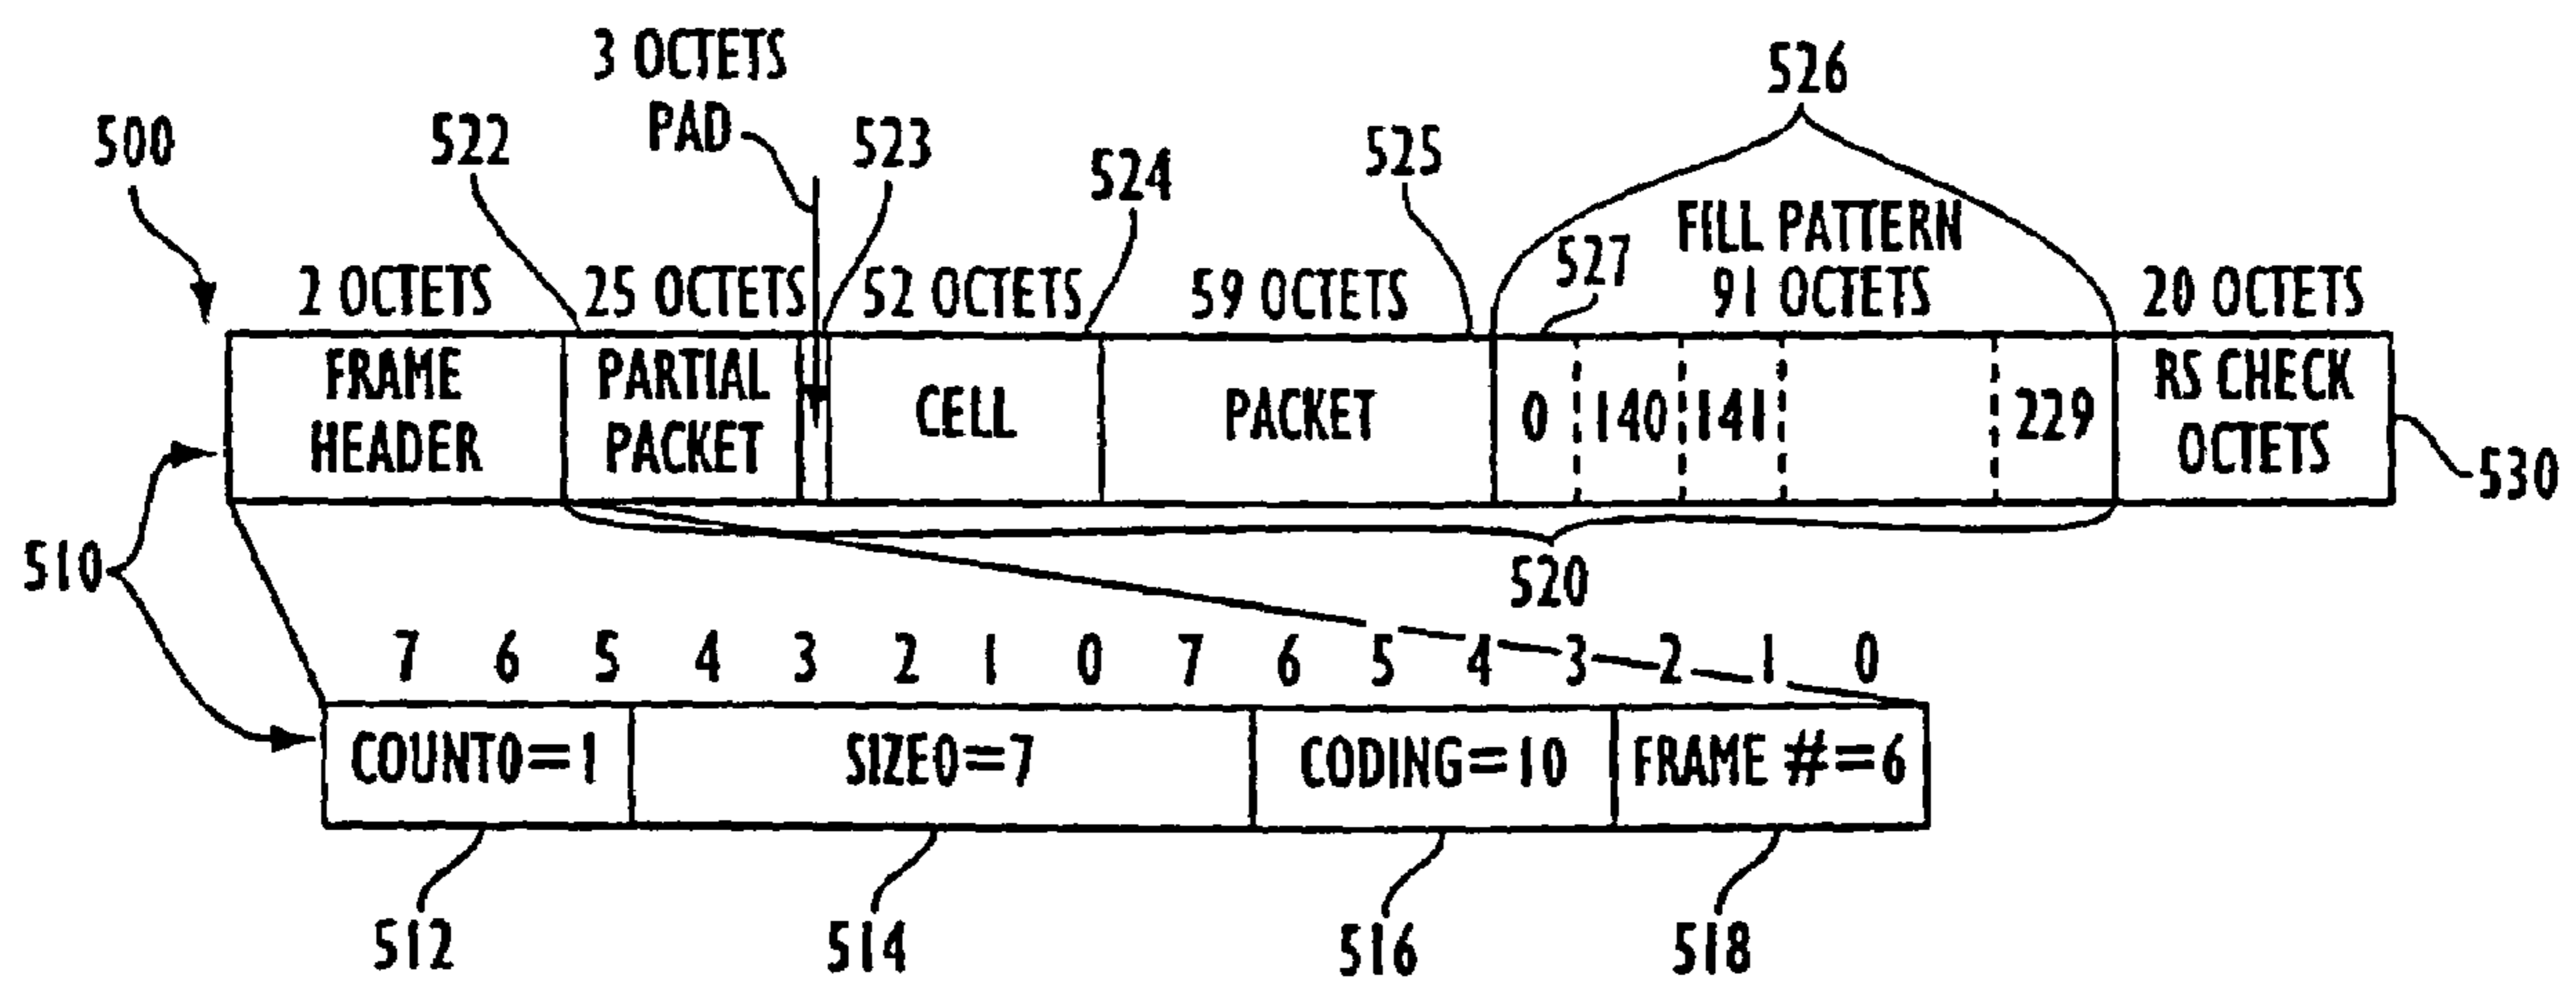 3 OCTETS
PAD
500
522
523
524
525
526
527
FILL PATTERN
2 OCTETS
25 OCTETS
52 OCTETS
59 OCTETS
91 OCTETS
20 OCTETS
FRAME
HEADER
PARTIAL
PACKET
CELL
PACKET
0
140
141
229
RS CHECK
OCTETS
530
510
520
7 6 5 4 3 2 1 0 7 6 5 4 3 2 1 0
COUNT0=1
SIZE0=7
CODING=10
FRAME #=6
512
514
516
518